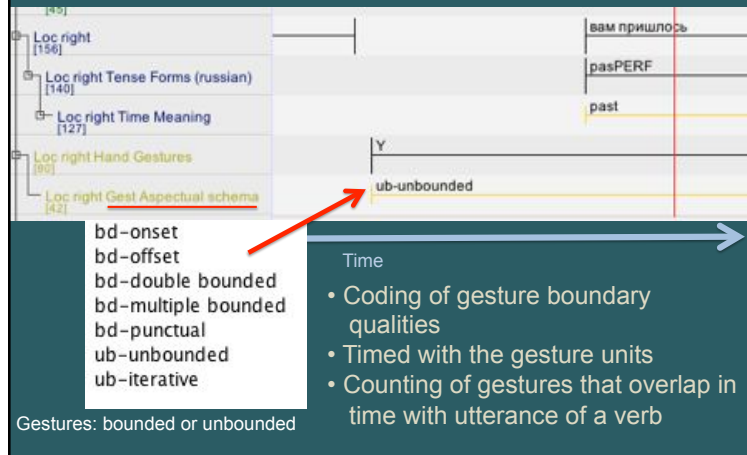 [45]
Loc right
[156]
вам пришлось
Loc right Tense Forms (russian)
[140]
pasPERF
Loc right Time Meaning
[127]
past
Loc right Hand Gestures
[80]
Y
Loc right Gest Aspectual schema
[42]
ub-unbounded
bd-onset
bd-offset
bd-double bounded
bd-multiple bounded
bd-punctual
ub-unbounded
ub-iterative
Gestures: bounded or unbounded
Time
• Coding of gesture boundary
qualities
• Timed with the gesture units
• Counting of gestures that overlap in
time with utterance of a verb